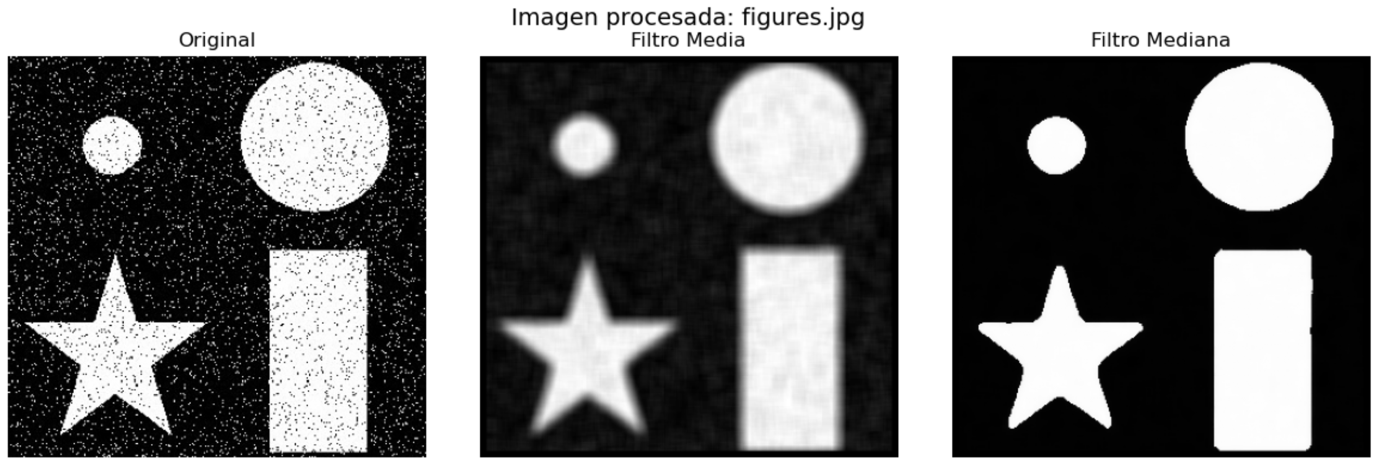 Imagen procesada: figures.jpg
Original
Filtro Media
Filtro Mediana